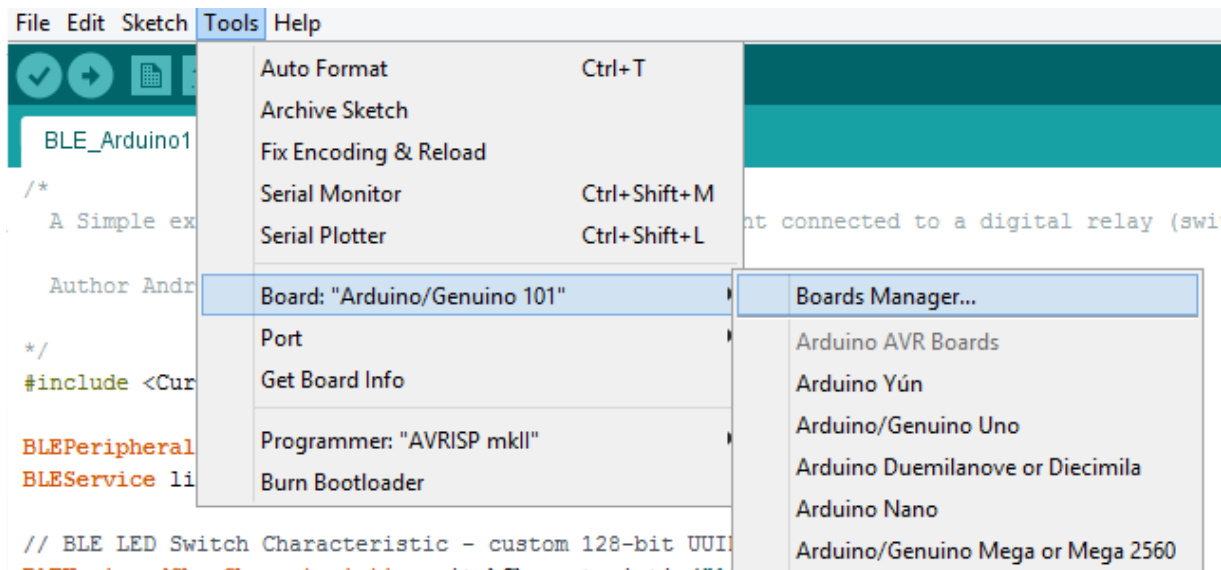 File Edit Sketch Tools Help
Auto Format Ctrl+T
Archive Sketch
Fix Encoding & Reload
Serial Monitor Ctrl+Shift+M
Serial Plotter Ctrl+Shift+L
Board: "Arduino/Genuino 101"
Port
Get Board Info
Programmer: "AVRISP mkII"
Burn Bootloader
Boards Manager...
Arduino AVR Boards
Arduino Yún
Arduino/Genuino Uno
Arduino Duemilanove or Diecimila
Arduino Nano
Arduino/Genuino Mega or Mega 2560
BLE_Arduino1
/*
A Simple ex nt connected to a digital relay (swi
Author Andr
*/
#include <Cur
BLEPeripheral
BLEService li
// BLE LED Switch Characteristic - custom 128-bit UUI